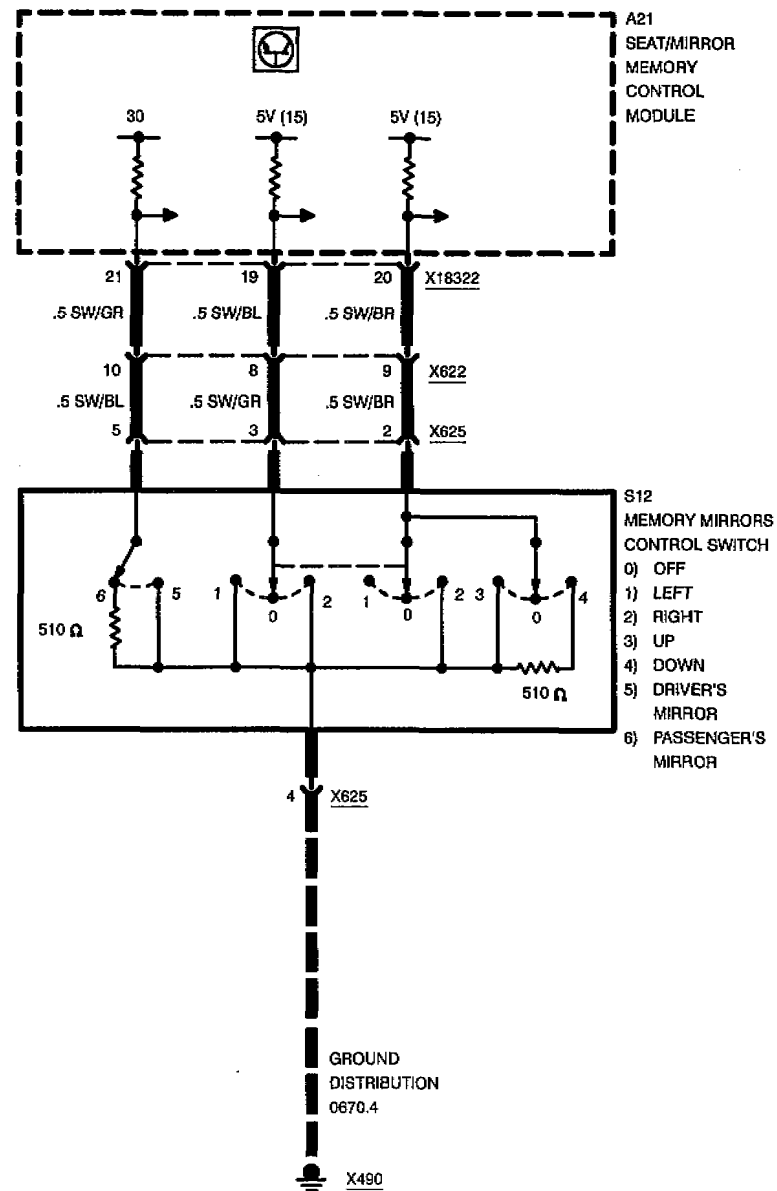 A21
SEAT/MIRROR
MEMORY
CONTROL
MODULE
30 5V (15) 5V (15)
21 19 20 X18322
.5 SW/GR .5 SW/BL .5 SW/BR
10 8 9 X622
.5 SW/BL .5 SW/GR .5 SW/BR
5 3 2 X625
S12
MEMORY MIRRORS
CONTROL SWITCH
0) OFF
1) LEFT
2) RIGHT
3) UP
4) DOWN
5) DRIVER'S
MIRROR
6) PASSENGER'S
MIRROR
6 5 1 0 2 1 0 2 3 0 4
510 Ω
510 Ω
4 X625
GROUND
DISTRIBUTION
0670.4
X490